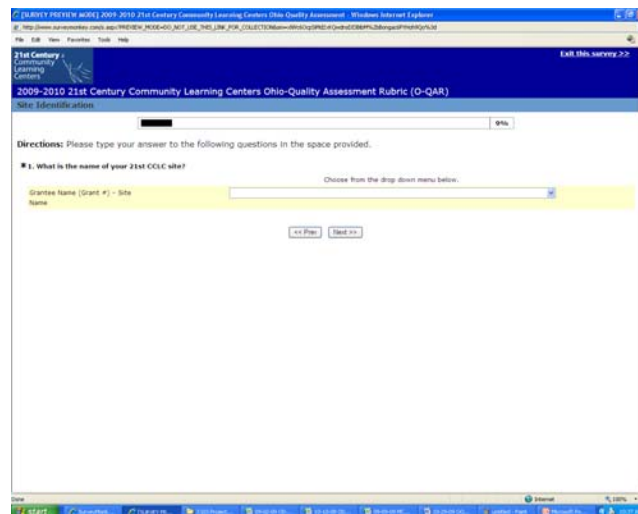 [SURVEY PREVIEW MODE] 2009-2010 21st Century Community Learning Centers Ohio-Quality Assessment - Windows Internet Explorer
File Edit View Favorites Tools Help
21st Century
Community
Learning
Centers
Exit this survey >>
2009-2010 21st Century Community Learning Centers Ohio-Quality Assessment Rubric (O-QAR)
Site Identification
9%
Directions: Please type your answer to the following questions in the space provided.
1. What is the name of your 21st CCLC site?
Choose from the drop down menu below.
Grantee Name (Grant #) - Site
Name
<< Prev Next >>
Done Internet 100%
start